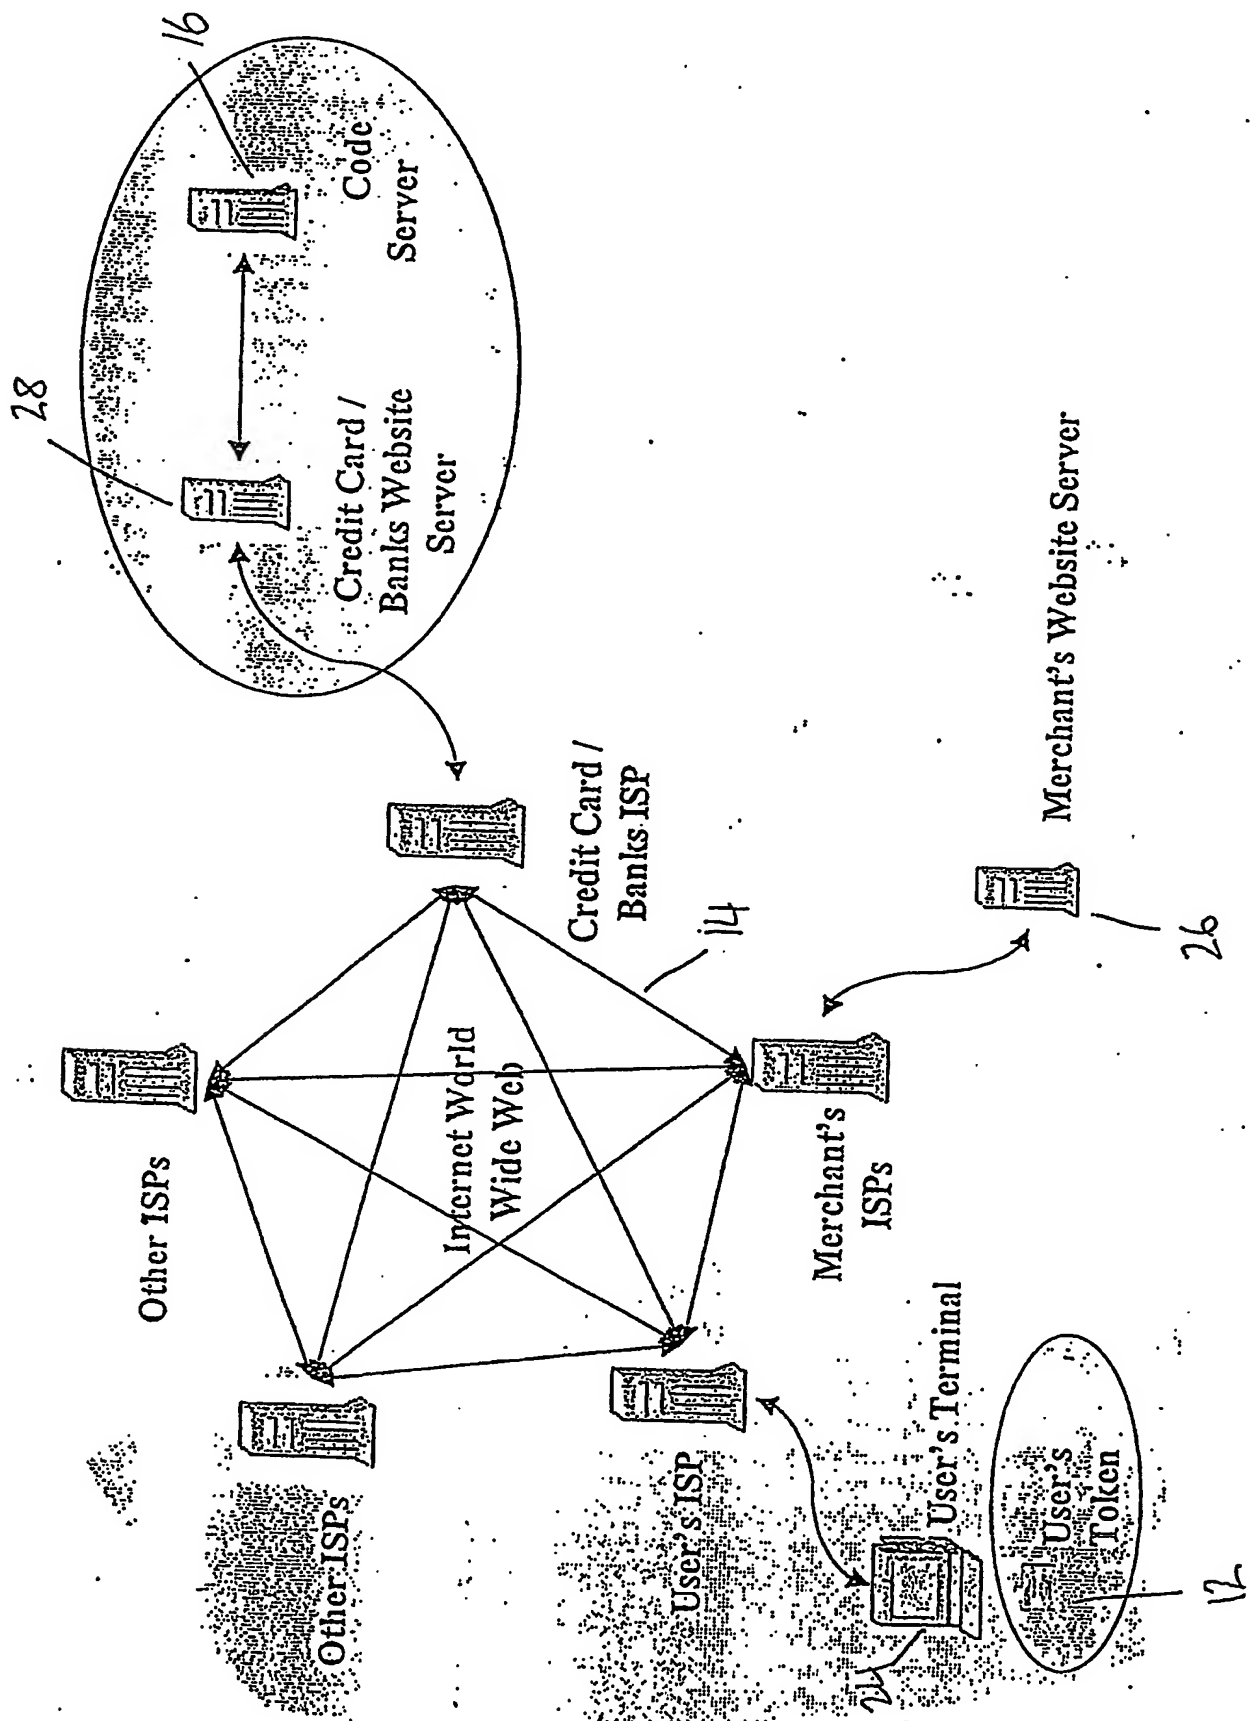 16
28
Code
Server
Credit Card /
Banks Website
Server
Other ISPs
Credit Card /
Banks ISP
Internet World
Wide Web
14
Other ISPs
User's ISP
Merchant's
ISPs
Merchant's Website Server
26
User's Terminal
User's
Token
12